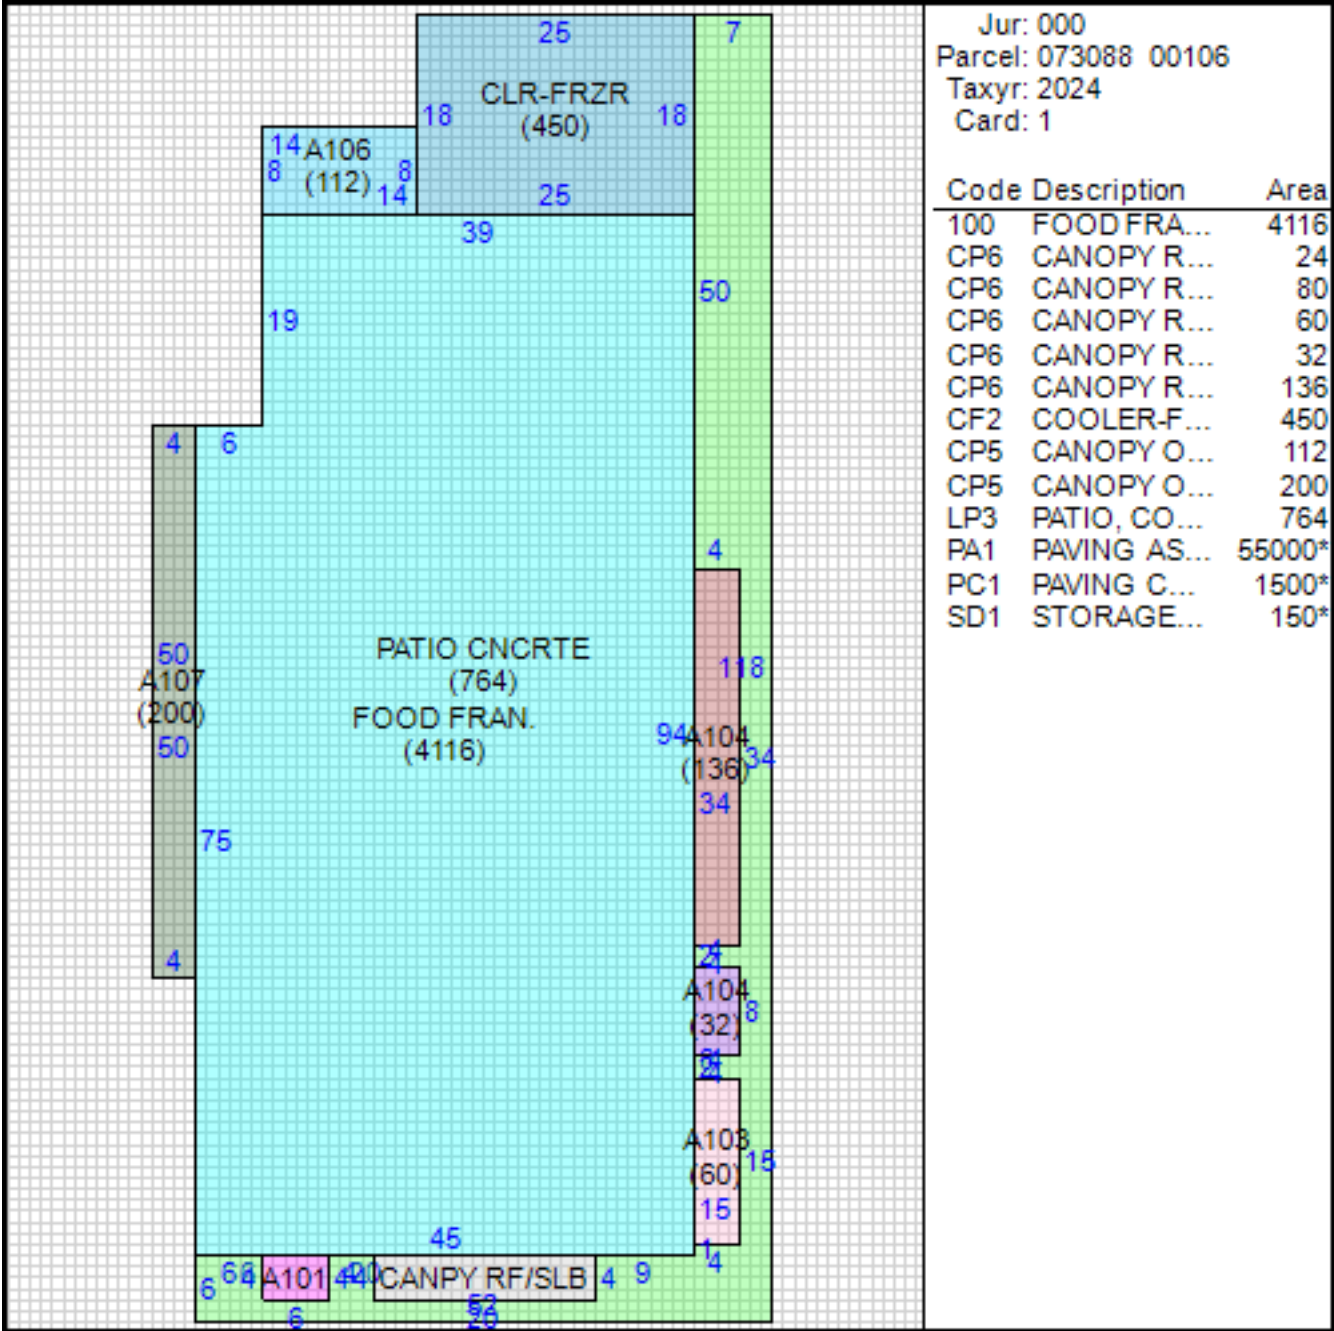 25
7
CLR-FRZR
(450)
18
18
14
A106
(112)
8
8
14
25
39
50
19
4
6
4
50
A107
(200)
50
PATIO CNCRTE
(764)
FOOD FRAN.
(4116)
118
94
A104
(136)
34
34
75
4
A104
(32)
8
A103
(60)
15
15
1
4
45
6
A101
CANPY RF/SLB
4
9
6
Jur: 000
Parcel: 073088 00106
Taxyr: 2024
Card: 1
Code Description Area
100 FOOD FRA... 4116
CP6 CANOPY R... 24
CP6 CANOPY R... 80
CP6 CANOPY R... 60
CP6 CANOPY R... 32
CP6 CANOPY R... 136
CF2 COOLER-F... 450
CP5 CANOPY O... 112
CP5 CANOPY O... 200
LP3 PATIO, CO... 764
PA1 PAVING AS... 55000*
PC1 PAVING C... 1500*
SD1 STORAGE... 150*